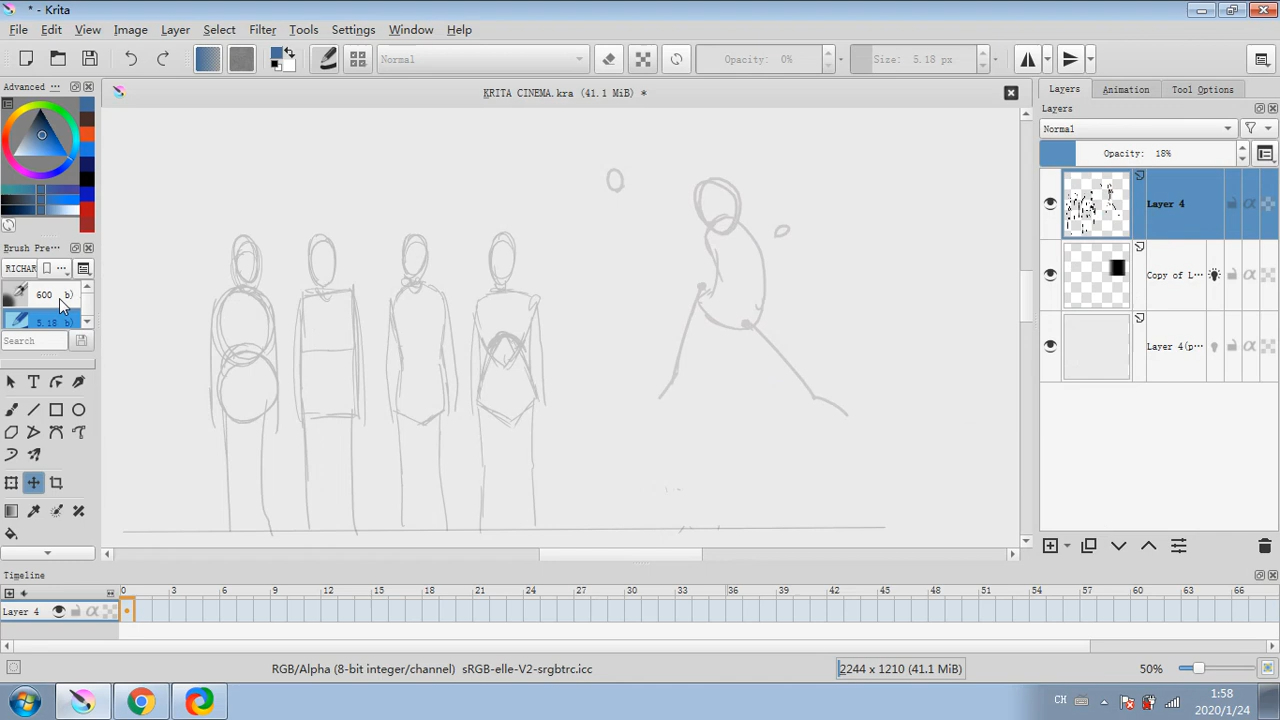 * - Krita
File Edit View Image Layer Select Filter Tools Settings Window Help
Normal
Opacity: 0%
Size: 5.18 px
Advanced ...
KRITA CINEMA.kra (41.1 MiB) *
Layers Animation Tool Options
Layers
Normal
Opacity: 18%
Layer 4
Copy of L...
Layer 4(p...
Brush Pre...
RICHAR
600 b)
5.18 b)
Search
Timeline
0 3 6 9 12 15 18 21 24 27 30 33 36 39 42 45 48 51 54 57 60 63 66
Layer 4
RGB/Alpha (8-bit integer/channel) sRGB-elle-V2-srgbtrc.icc
2244 x 1210 (41.1 MiB)
50%
CH
1:58
2020/1/24